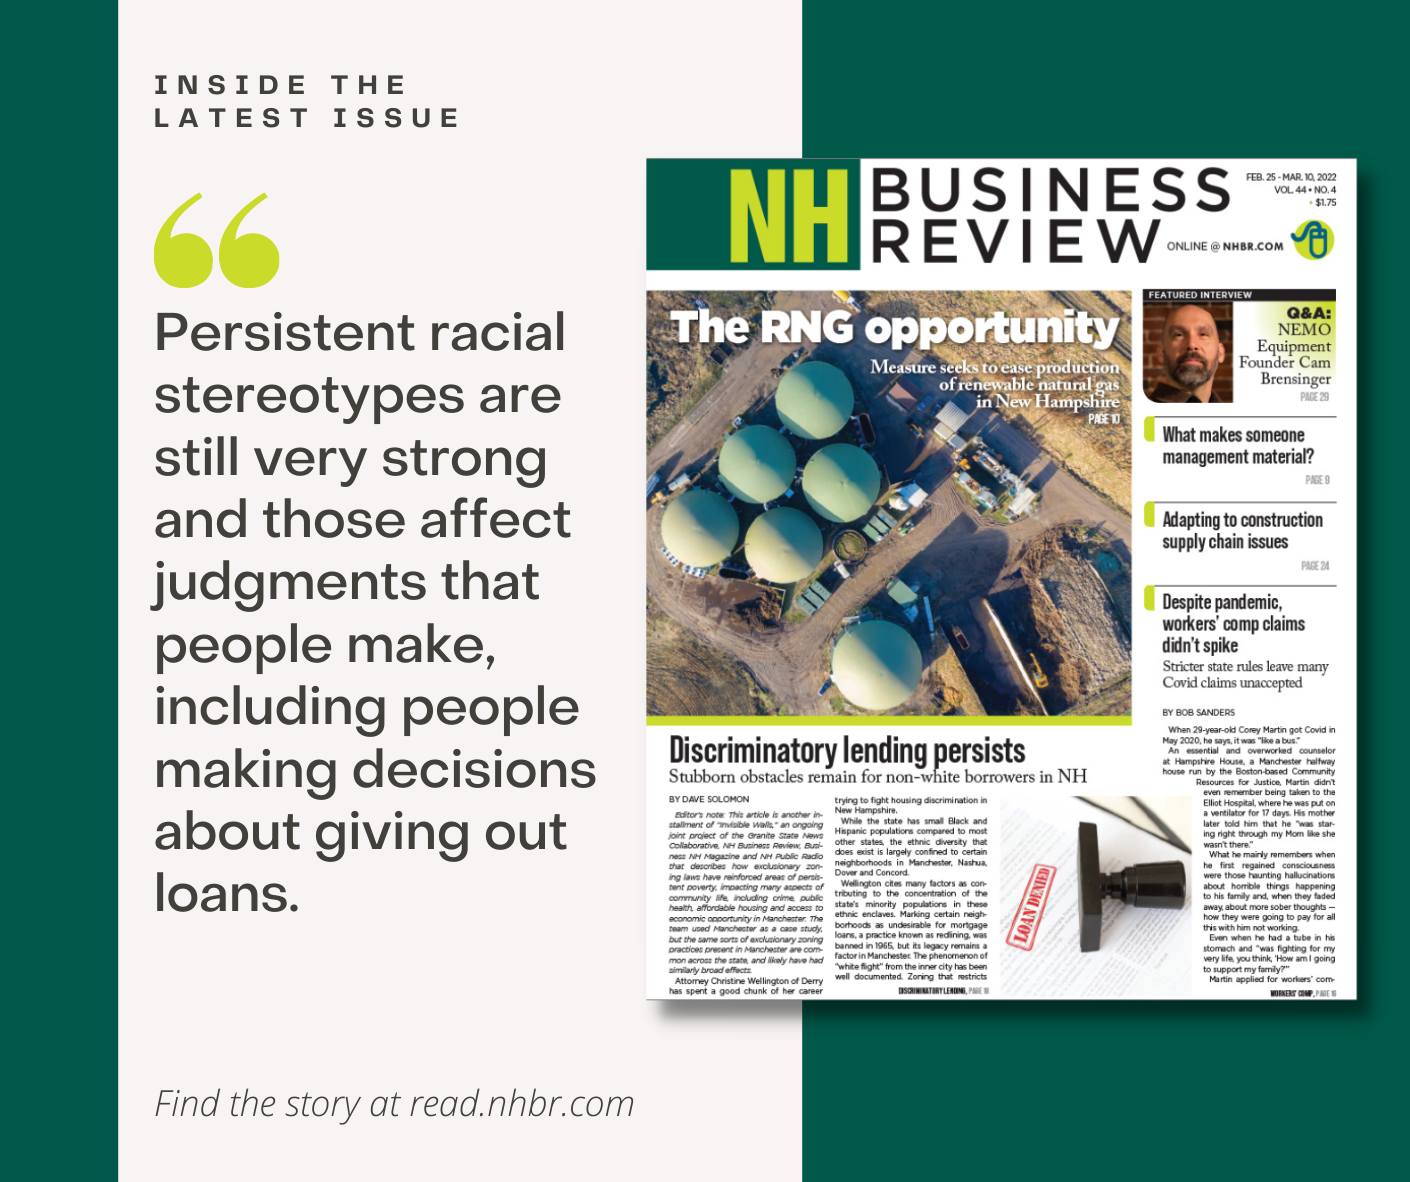 INSIDE THE
LATEST ISSUE
Persistent racial
stereotypes are
still very strong
and those affect
judgments that
people make,
including people
making decisions
about giving out
loans.
Find the story at read.nhbr.com
NH BUSINESS
REVIEW
FEB. 25 - MAR. 10, 2022
VOL. 44 • NO. 4
• $1.75
ONLINE @ NHBR.COM
The RNG opportunity
Measure seeks to ease production
of renewable natural gas
in New Hampshire
PAGE 10
FEATURED INTERVIEW
Q&A:
NEMO
Equipment
Founder Cam
Brensinger
PAGE 29
What makes someone
management material?
PAGE 9
Adapting to construction
supply chain issues
PAGE 24
Despite pandemic,
workers' comp claims
didn't spike
Stricter state rules leave many
Covid claims unaccepted
BY BOB SANDERS
When 29-year-old Corey Martin got Covid in
May 2020, he says, it was "like a bus."
An essential and overworked counselor
at Hampshire House, a Manchester halfway
house run by the Boston-based Community
Resources for Justice, Martin didn't
even remember being taken to the
Elliot Hospital, where he was put on
a ventilator for 17 days. His mother
later told him that he "was star-
ing right through my Mom like she
wasn't there."
What he mainly remembers when
he first regained consciousness
were those haunting hallucinations
about horrible things happening
to his family and, when they faded
away, about more sober thoughts —
how they were going to pay for all
this with him not working.
Even when he had a tube in his
stomach and "was fighting for my
very life, you think, 'How am I going
to support my family?'"
Martin applied for workers' com-
WORKERS' COMP, PAGE 16
Discriminatory lending persists
Stubborn obstacles remain for non-white borrowers in NH
BY DAVE SOLOMON
Editor's note: This article is another in-
stallment of "Invisible Walls," an ongoing
joint project of the Granite State News
Collaborative, NH Business Review, Busi-
ness NH Magazine and NH Public Radio
that describes how exclusionary zon-
ing laws have reinforced areas of persis-
tent poverty, impacting many aspects of
community life, including crime, public
health, affordable housing and access to
economic opportunity in Manchester. The
team used Manchester as a case study,
but the same sorts of exclusionary zoning
practices present in Manchester are com-
mon across the state, and likely have had
similarly broad effects.
Attorney Christine Wellington of Derry
has spent a good chunk of her career
trying to fight housing discrimination in
New Hampshire.
While the state has small Black and
Hispanic populations compared to most
other states, the ethnic diversity that
does exist is largely confined to certain
neighborhoods in Manchester, Nashua,
Dover and Concord.
Wellington cites many factors as con-
tributing to the concentration of the
state's minority populations in these
ethnic enclaves. Marking certain neigh-
borhoods as undesirable for mortgage
loans, a practice known as redlining, was
banned in 1965, but its legacy remains a
factor in Manchester. The phenomenon of
"white flight" from the inner city has been
well documented. Zoning that restricts
DISCRIMINATORY LENDING, PAGE 18
LOAN DENIED